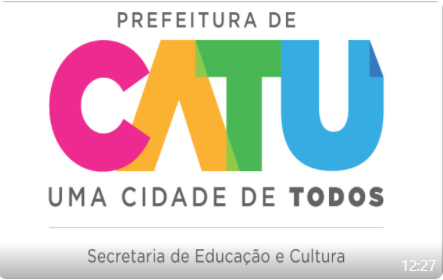 PREFEITURA DE
CATU
UMA CIDADE DE TODOS
Secretaria de Educação e Cultura
12:27